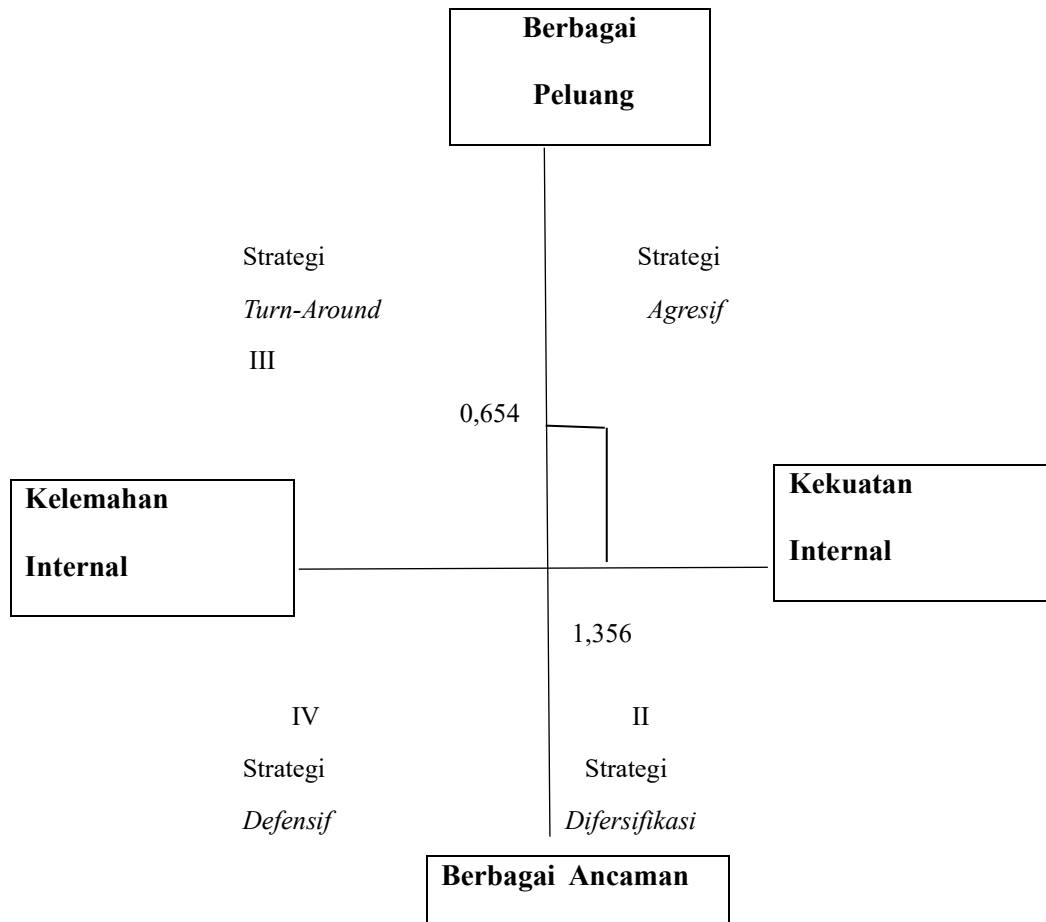 Berbagai
Peluang
Strategi
Turn-Around
III
Strategi
Agresif
0,654
Kelemahan
Internal
Kekuatan
Internal
1,356
IV
Strategi
Defensif
II
Strategi
Difersifikasi
Berbagai Ancaman